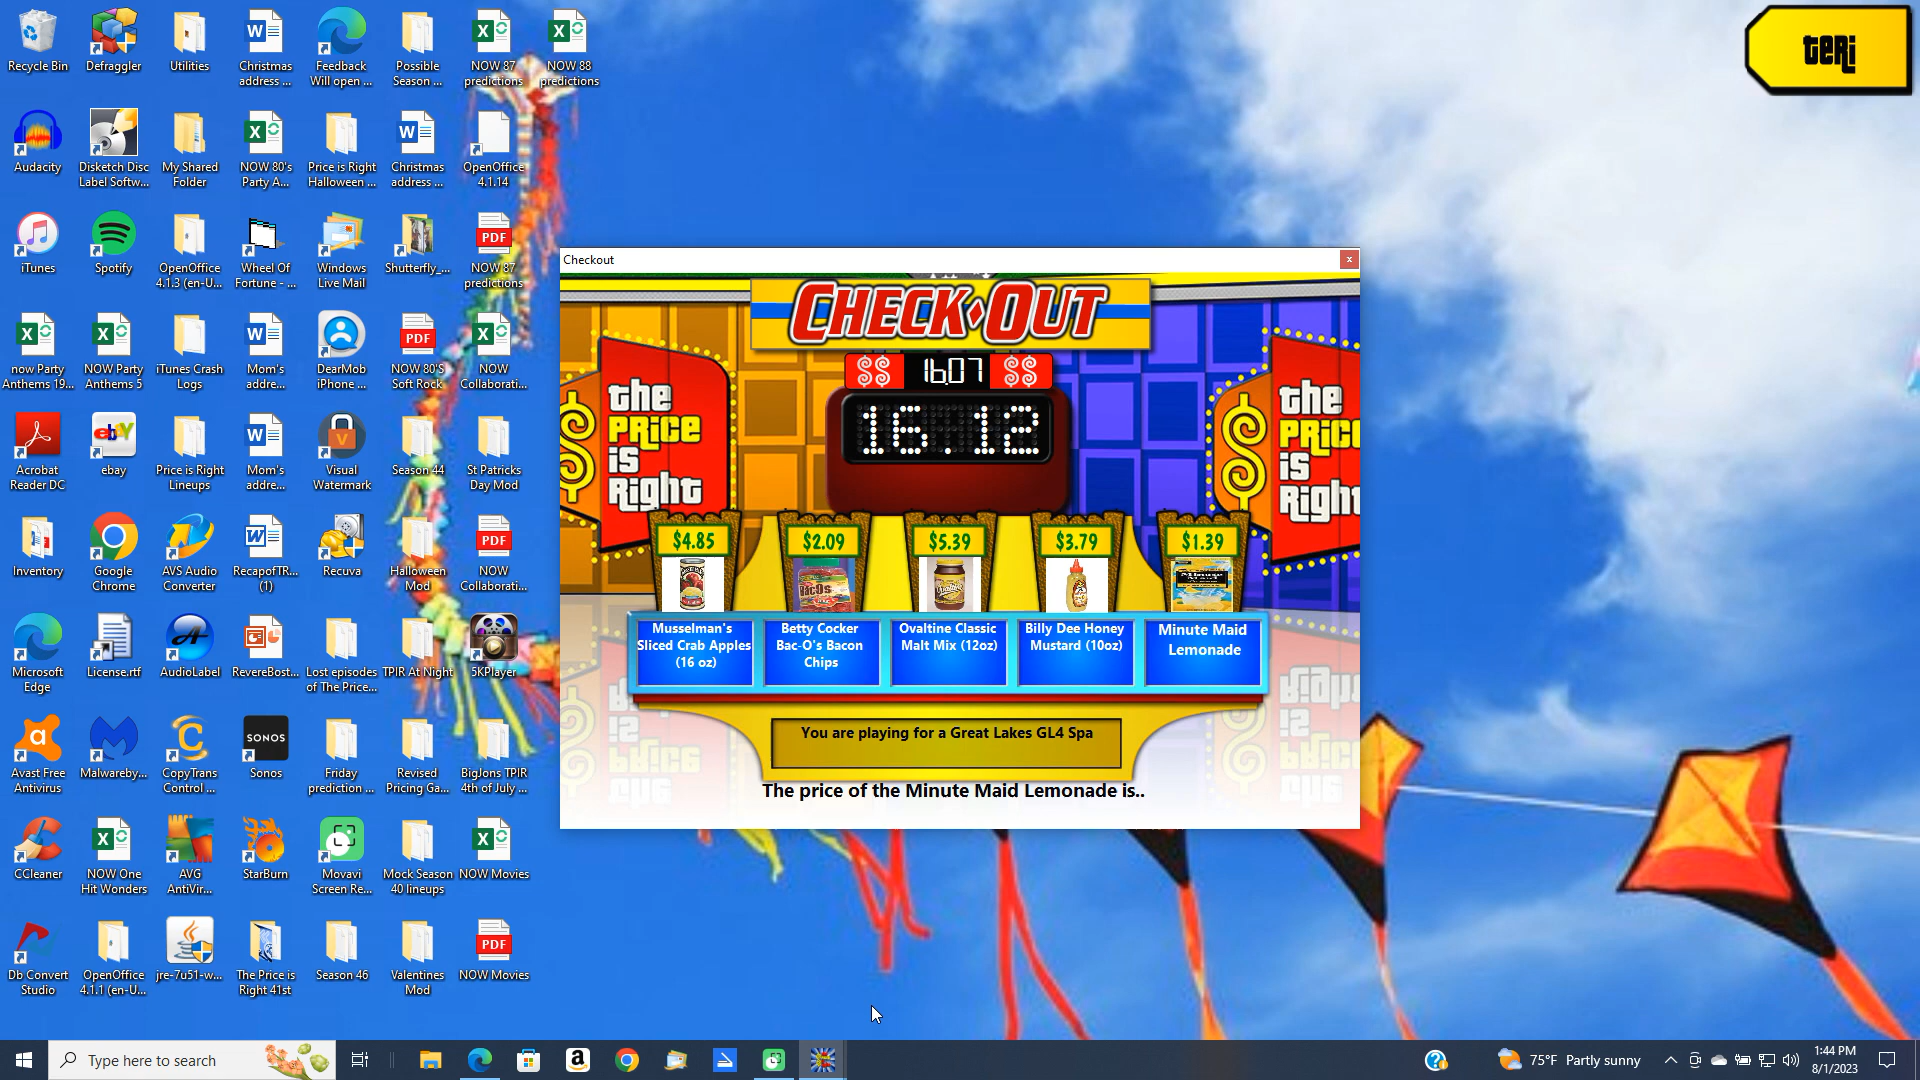 Recycle Bin
Defraggler
Utilities
Christmas
address ...
Feedback
Will open ...
Possible
Season ...
NOW 87
predictions
NOW 88
predictions
Audacity
Disketch Disc
Label Softw...
My Shared
Folder
NOW 80's
Party A...
Price is Right
Halloween ...
Christmas
address ...
OpenOffice
4.1.14
iTunes
Spotify
OpenOffice
4.1.3 (en-U...
Wheel Of
Fortune - ...
Windows
Live Mail
Shutterfly_...
PDF
NOW 87
predictions
now Party
Anthems 19...
NOW Party
Anthems 5
iTunes Crash
Logs
Mom's
addre...
DearMob
iPhone ...
PDF
NOW 80'S
Soft Rock
NOW
Collaborati...
Acrobat
Reader DC
ebay
ebay
Price is Right
Lineups
Mom's
addre...
Visual
Watermark
Season 44
St Patricks
Day Mod
Inventory
Google
Chrome
AVS Audio
Converter
RecapofTR...
(1)
Recuva
Halloween
Mod
PDF
NOW
Collaborati...
Microsoft
Edge
License.rtf
AudioLabel
RevereBost...
Lost episodes
of The Price...
TPIR At Night
5KPlayer
Avast Free
Antivirus
Malwareby...
CopyTrans
Control ...
SONOS
Sonos
Friday
prediction ...
Revised
Pricing Ga...
BigJons TPIR
4th of July ...
CCleaner
NOW One
Hit Wonders
AVG
AntiVir...
StarBurn
Movavi
Screen Re...
Mock Season
40 lineups
NOW Movies
Db Convert
Studio
OpenOffice
4.1.1 (en-U...
jre-7u51-w...
The Price is
Right 41st
Season 46
Valentines
Mod
PDF
NOW Movies
teri
Checkout
CHECK OUT
$$ 16.07 $$
16.12
the
PRICE
is
Right
the
PRICE
is
Right
$4.85
$2.09
$5.39
$3.79
$1.39
Musselman's
Sliced Crab Apples
(16 oz)
Betty Cocker
Bac-O's Bacon
Chips
Ovaltine Classic
Malt Mix (12oz)
Billy Dee Honey
Mustard (10oz)
Minute Maid
Lemonade
You are playing for a Great Lakes GL4 Spa
The price of the Minute Maid Lemonade is..
Type here to search
75°F Partly sunny
1:44 PM
8/1/2023